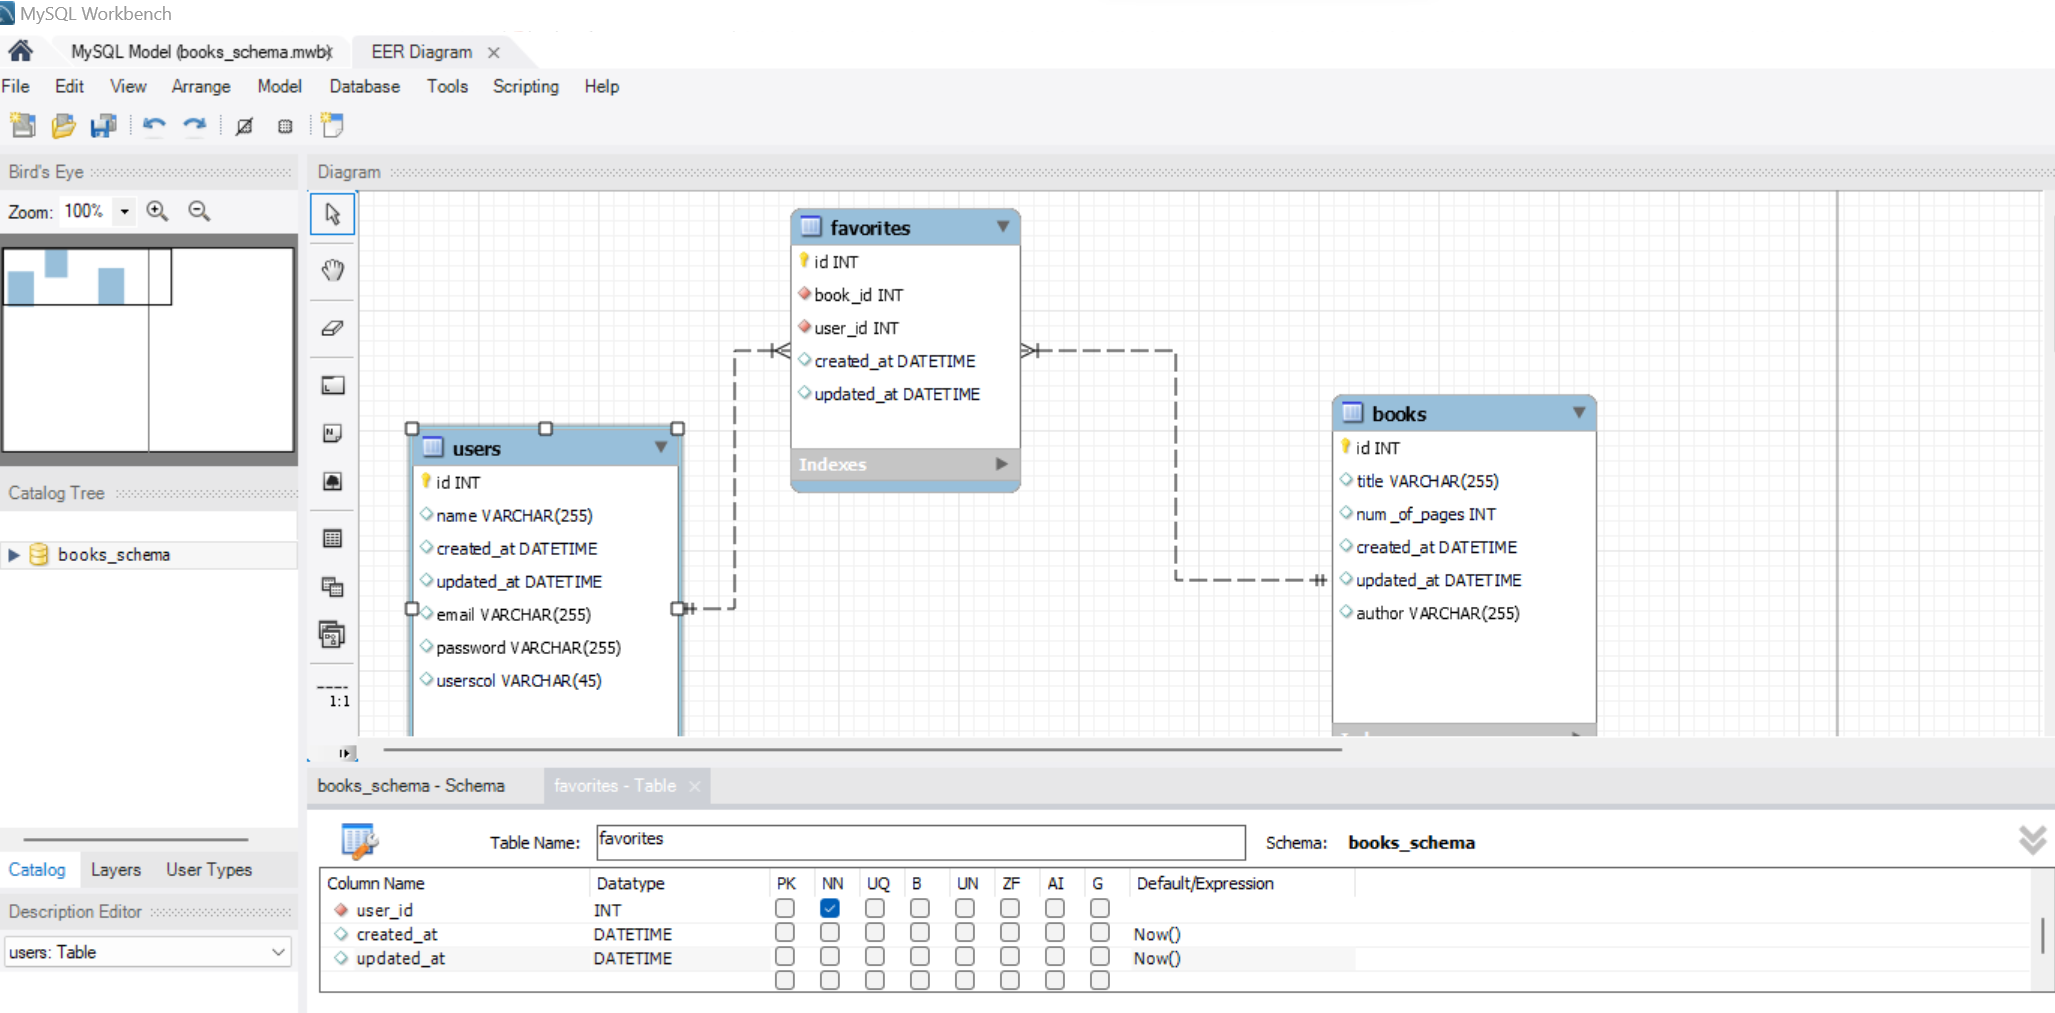 MySQL Workbench
MySQL Model (books_schema.mwb)
EER Diagram
File Edit View Arrange Model Database Tools Scripting Help
Bird's Eye
Diagram
Zoom: 100%
favorites
id INT
book_id INT
user_id INT
created_at DATETIME
updated_at DATETIME
Indexes
users
id INT
name VARCHAR(255)
created_at DATETIME
updated_at DATETIME
email VARCHAR(255)
password VARCHAR(255)
userscol VARCHAR(45)
books
id INT
title VARCHAR(255)
num _of_pages INT
created_at DATETIME
updated_at DATETIME
author VARCHAR(255)
1:1
Catalog Tree
books_schema
Catalog Layers User Types
Description Editor
users: Table
books_schema - Schema
favorites - Table
Table Name: favorites Schema: books_schema
Column Name Datatype PK NN UQ B UN ZF AI G Default/Expression
user_id INT
created_at DATETIME Now()
updated_at DATETIME Now()